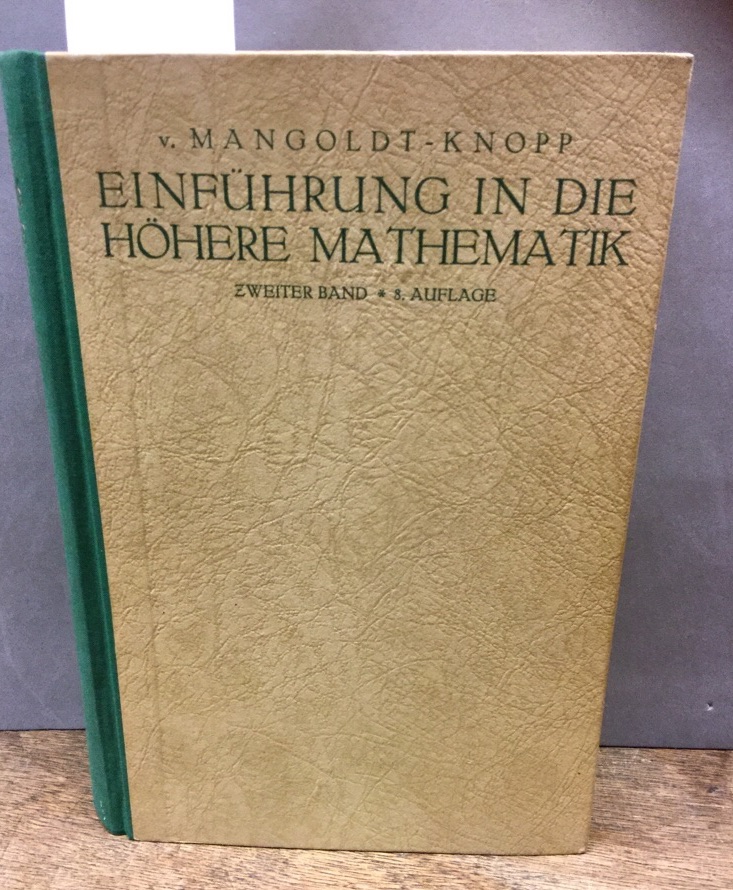 v. MANGOLDT-KNOPP
EINFÜHRUNG IN DIE
HÖHERE MATHEMATIK
ZWEITER BAND * 8. AUFLAGE